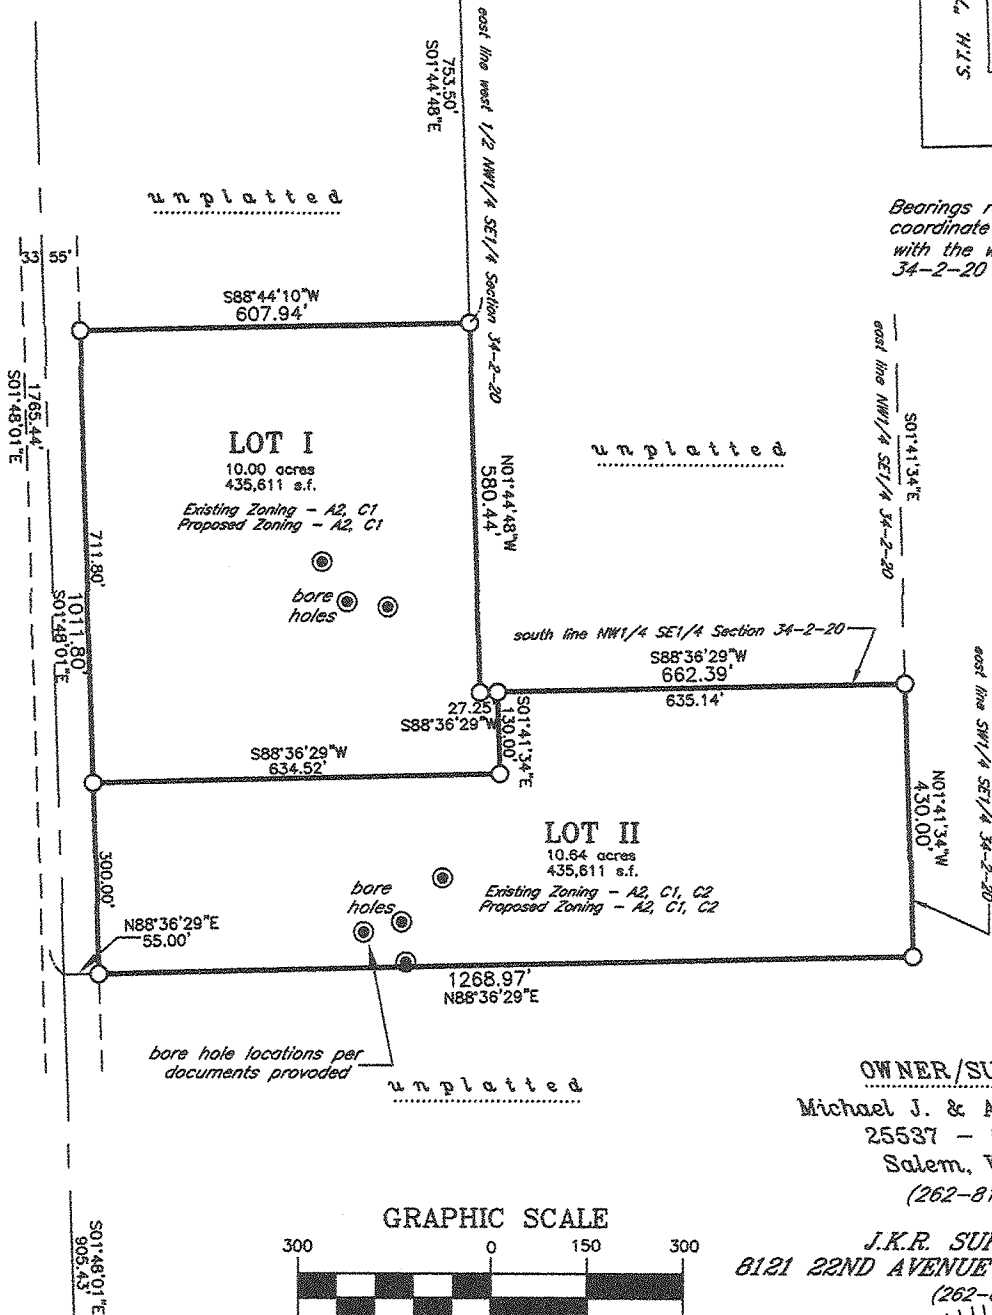 L, H'LS
east line west 1/2 NW1/4 SE1/4 Section 34-2-20
753.50'
S01°44'48"E
unplatted
Bearings r
coordinate
with the w
34-2-20
33'
55'
S88°44'10"W
607.94'
1765.44'
S01°48'01"E
LOT I
10.00 acres
435,611 s.f.
Existing Zoning - A2, C1
Proposed Zoning - A2, C1
bore
holes
N01°44'48"W
580.44'
unplatted
east line NW1/4 SE1/4 34-2-20
S01°41'34"E
711.80'
1011.80'
S01°48'01"E
south line NW1/4 SE1/4 Section 34-2-20
S88°36'29"W
662.39'
635.14'
27.25'
S88°36'29"W
S01°41'34"E
130.00'
S88°36'29"W
634.52'
east line SW1/4 SE1/4 34-2-20
N01°41'34"W
430.00'
LOT II
10.64 acres
435,611 s.f.
Existing Zoning - A2, C1, C2
Proposed Zoning - A2, C1, C2
bore
holes
300.00'
N88°36'29"E
55.00'
1268.97'
N88°36'29"E
bore hole locations per
documents provoded
unplatted
OWNER/SU
Michael J. & A
25537 -
Salem, W
(262-81
J.K.R. SUR
8121 22ND AVENUE
GRAPHIC SCALE
300 0 150 300
S01°48'01"E
905.43'